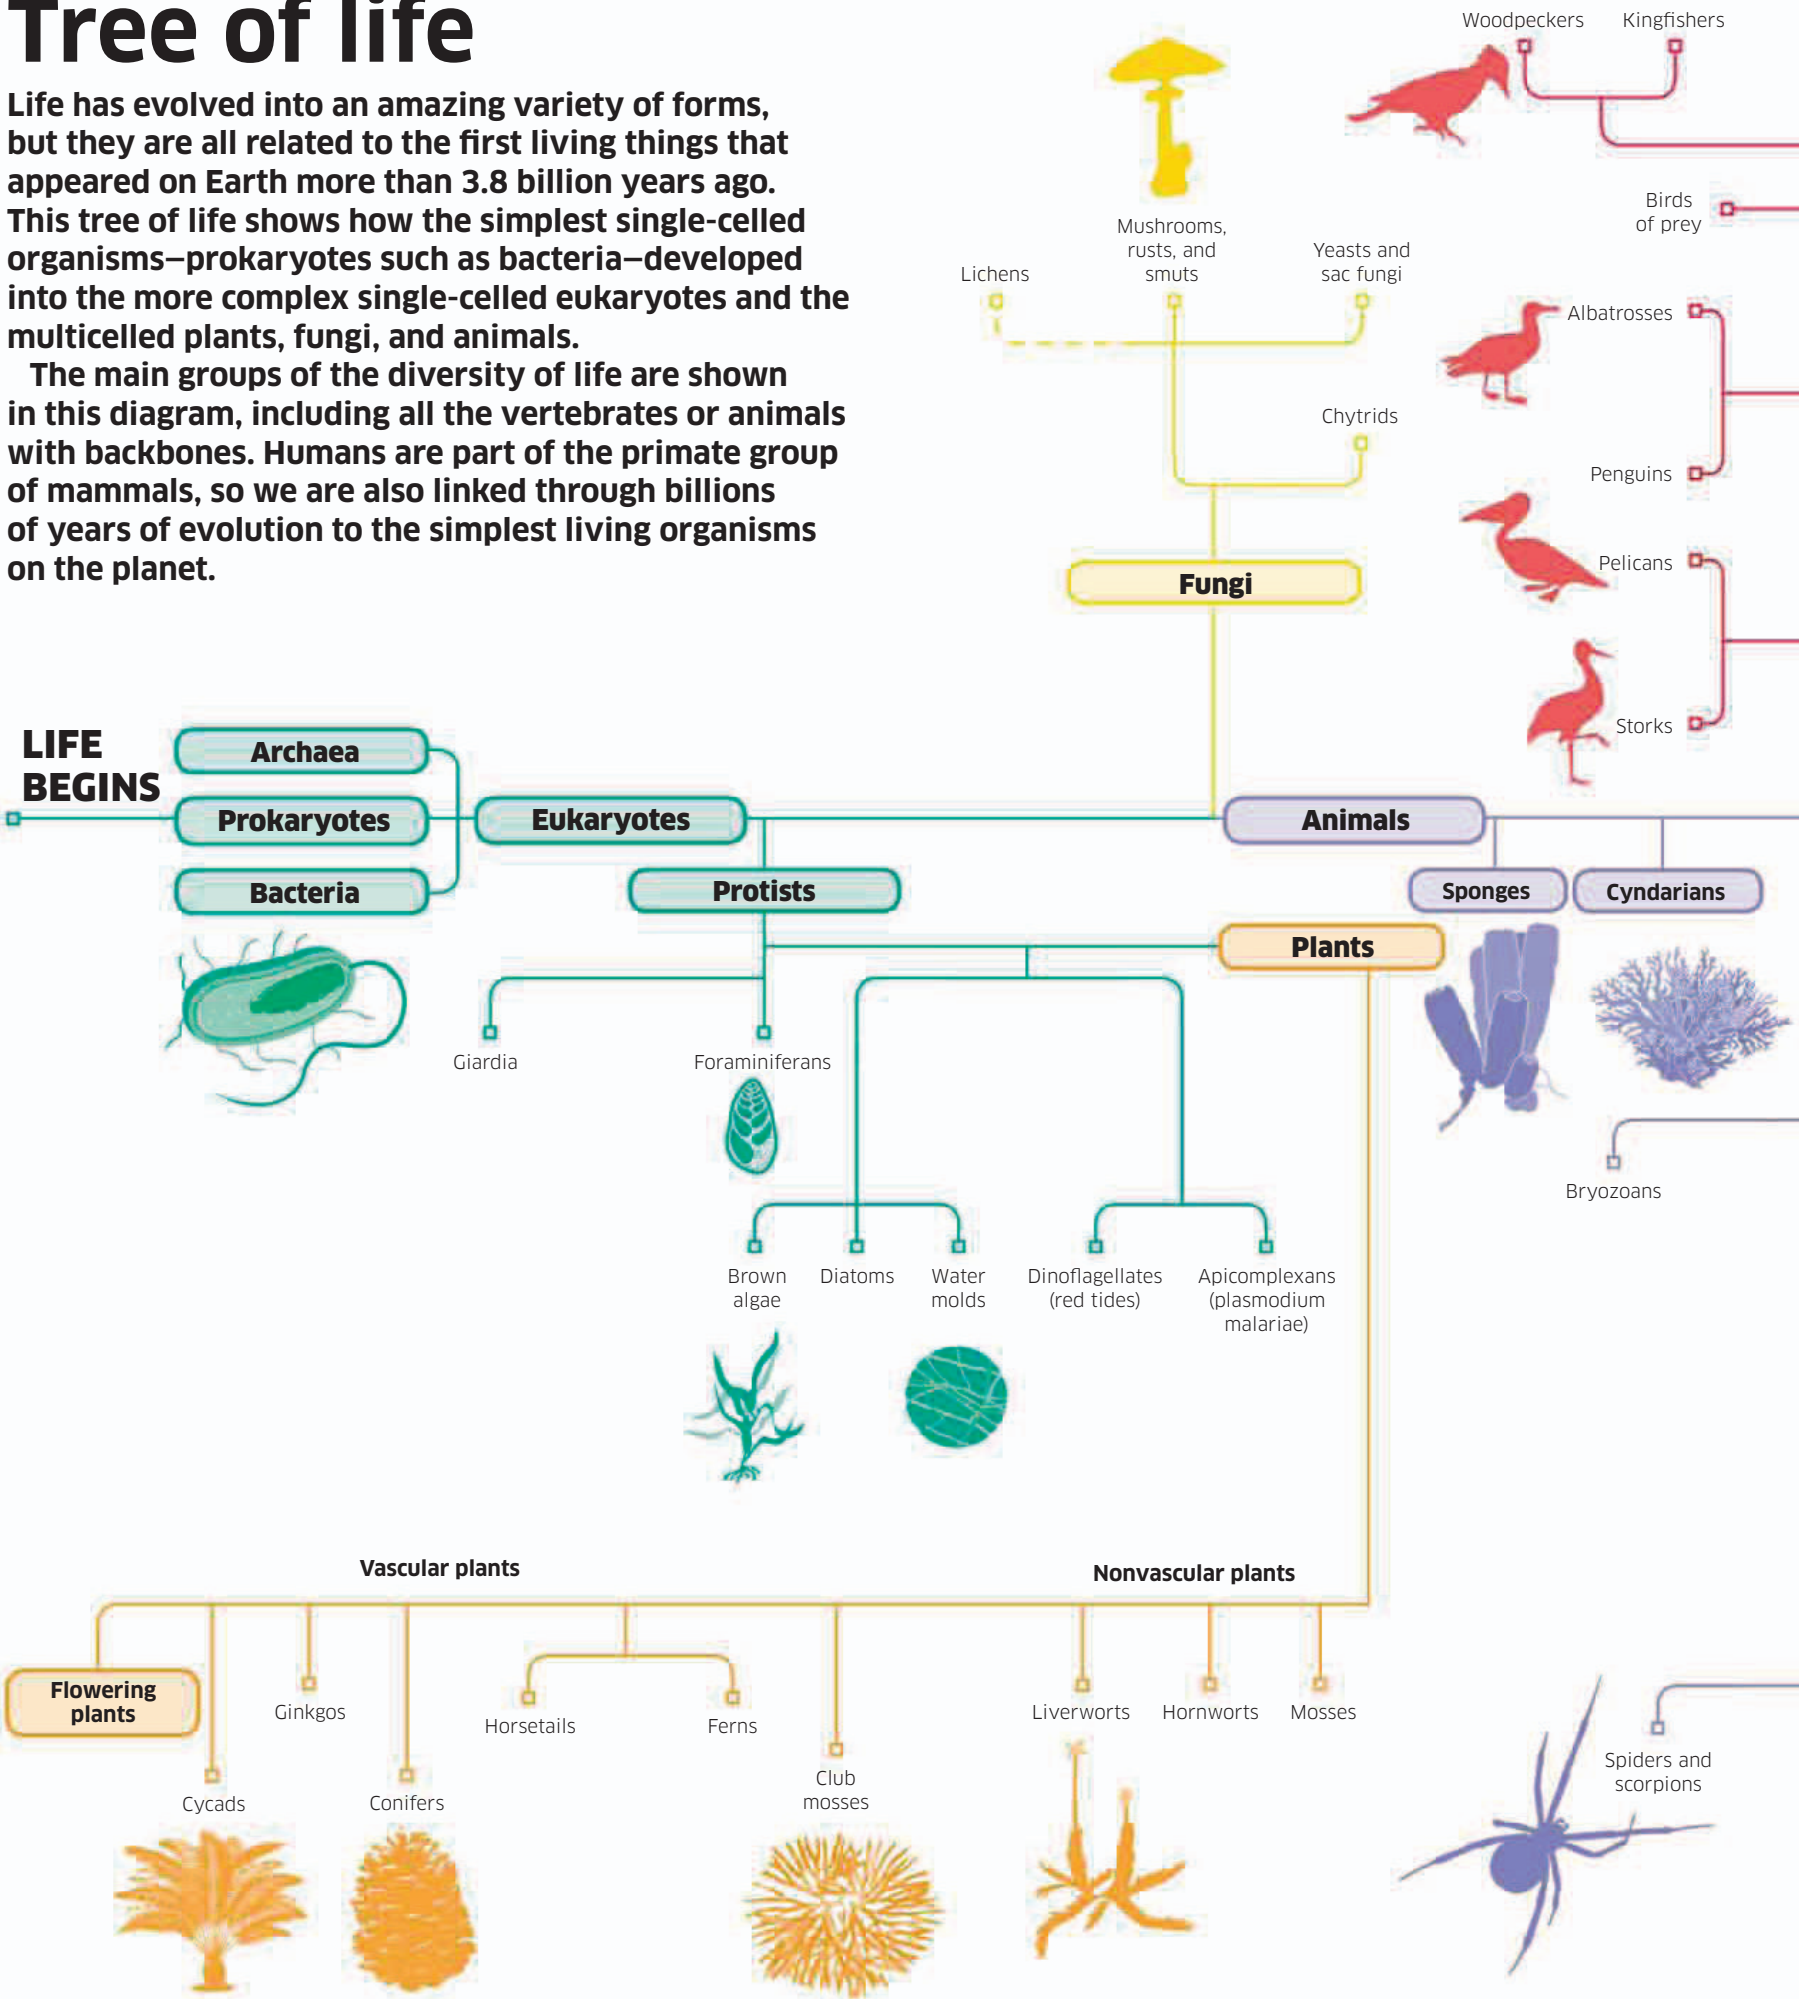 Tree of life
Life has evolved into an amazing variety of forms,
but they are all related to the first living things that
appeared on Earth more than 3.8 billion years ago.
This tree of life shows how the simplest single-celled
organisms—prokaryotes such as bacteria—developed
into the more complex single-celled eukaryotes and the
multicelled plants, fungi, and animals.
The main groups of the diversity of life are shown
in this diagram, including all the vertebrates or animals
with backbones. Humans are part of the primate group
of mammals, so we are also linked through billions
of years of evolution to the simplest living organisms
on the planet.
Woodpeckers
Kingfishers
Birds
of prey
Mushrooms,
rusts, and
smuts
Yeasts and
sac fungi
Lichens
Albatrosses
Chytrids
Penguins
Pelicans
Fungi
Storks
LIFE
BEGINS
Archaea
Prokaryotes
Bacteria
Eukaryotes
Animals
Protists
Sponges
Cyndarians
Plants
Giardia
Foraminiferans
Bryozoans
Brown
algae
Diatoms
Water
molds
Dinoflagellates
(red tides)
Apicomplexans
(plasmodium
malariae)
Vascular plants
Nonvascular plants
Flowering
plants
Cycads
Ginkgos
Conifers
Horsetails
Ferns
Club
mosses
Liverworts
Hornworts
Mosses
Spiders and
scorpions